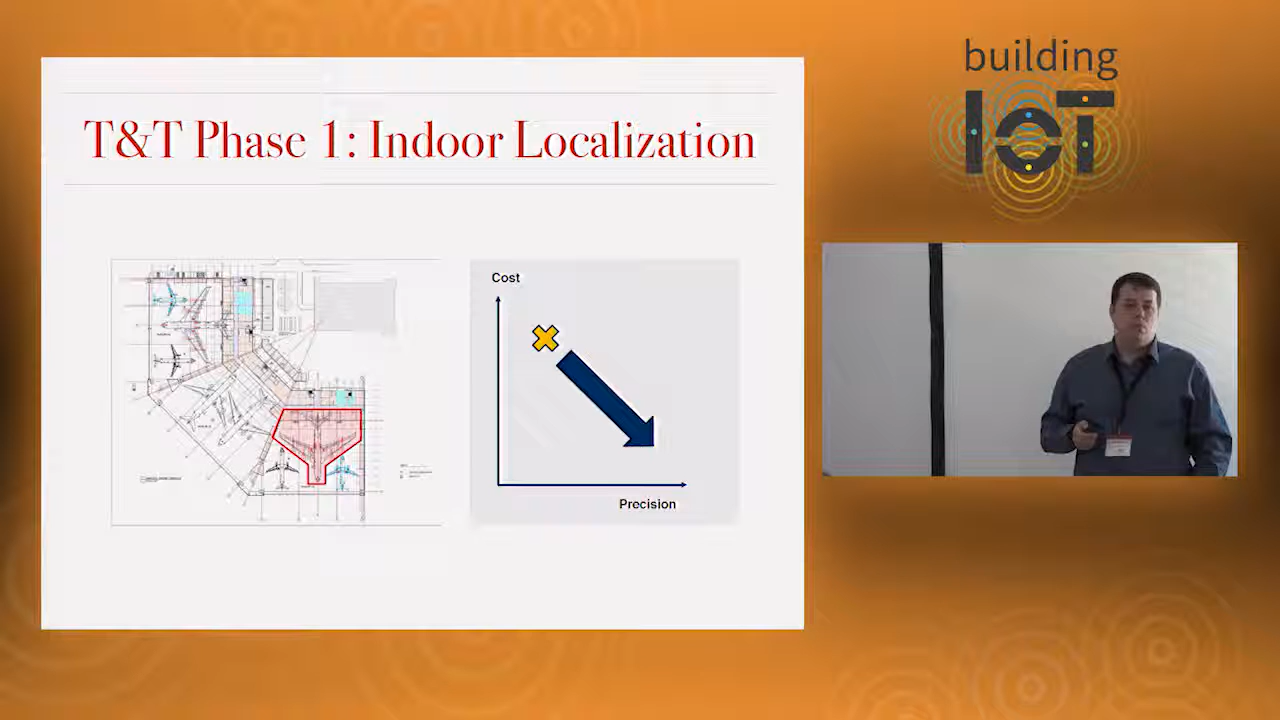 building
IOT
T&T Phase 1: Indoor Localization
Cost
Precision